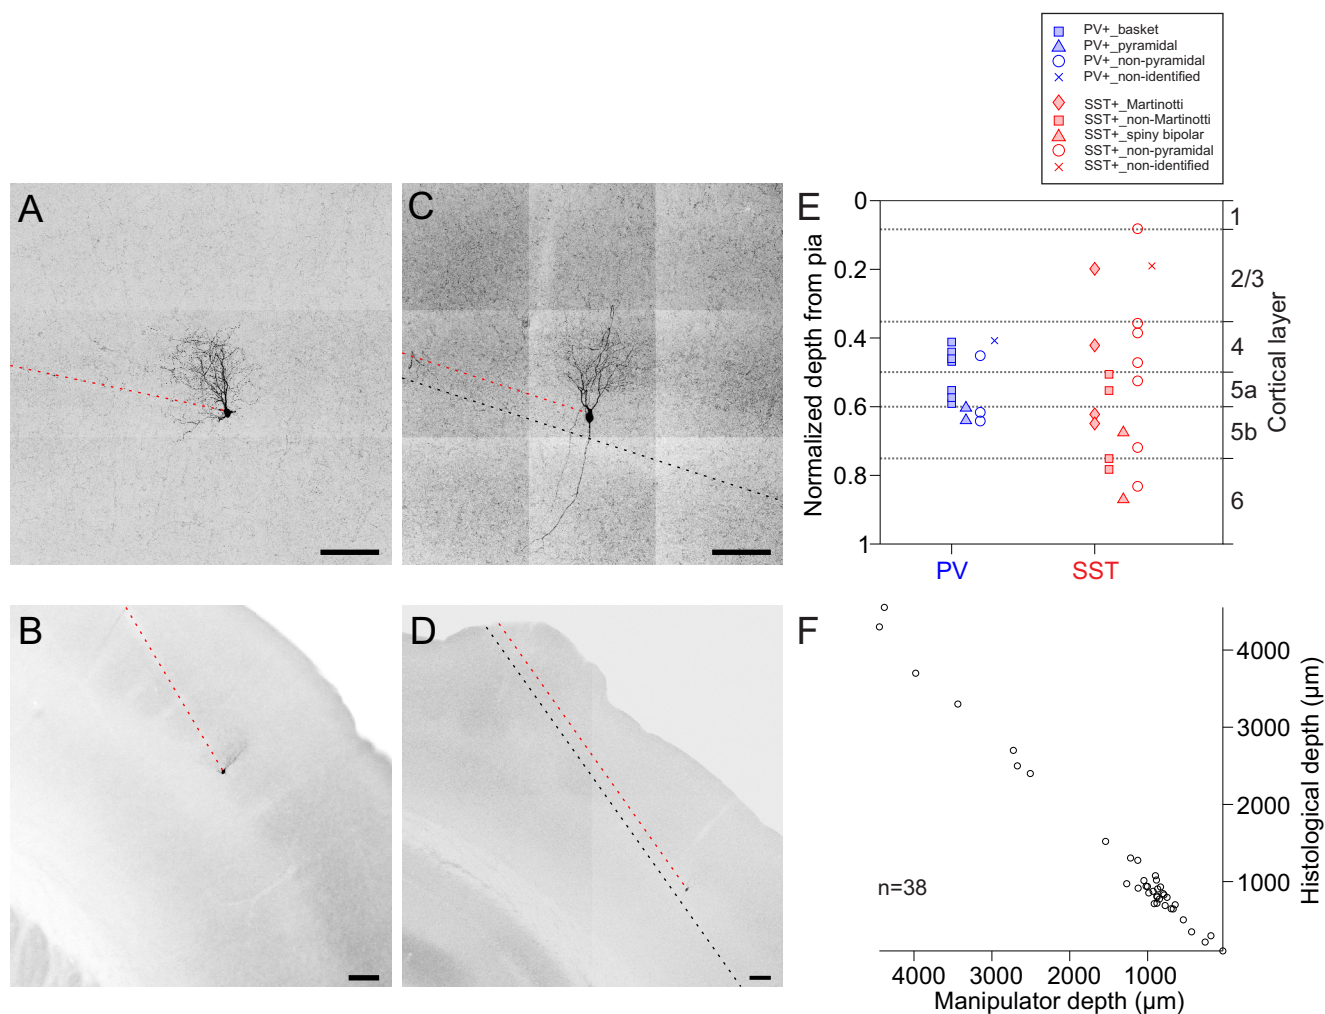 PV+_basket
PV+_pyramidal
PV+_non-pyramidal
PV+_non-identified
SST+_Martinotti
SST+_non-Martinotti
SST+_spiny bipolar
SST+_non-pyramidal
SST+_non-identified
A
C
E
0
0.2
0.4
0.6
0.8
1
Normalized depth from pia
1
2/3
4
5a
5b
6
Cortical layer
PV
SST
B
D
F
4000
3000
2000
1000
Histological depth (µm)
n=38
4000
3000
2000
1000
Manipulator depth (µm)